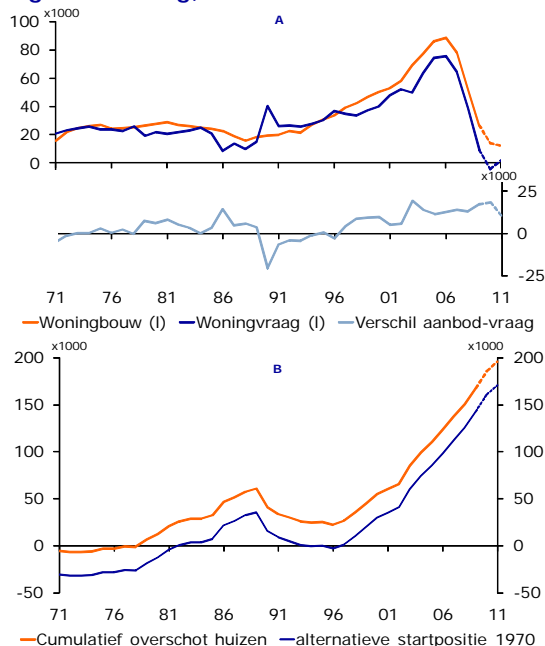 x1000
A
100
80
60
40
20
0
x1000
25
0
-25
71 76 81 86 91 96 01 06 11
Woningbouw (l) Woningvraag (l) Verschil aanbod-vraag
x1000 x1000
B
200 200
150 150
100 100
50 50
0 0
-50 -50
71 76 81 86 91 96 02 06 11
Cumulatief overschot huizen alternatieve startpositie 1970